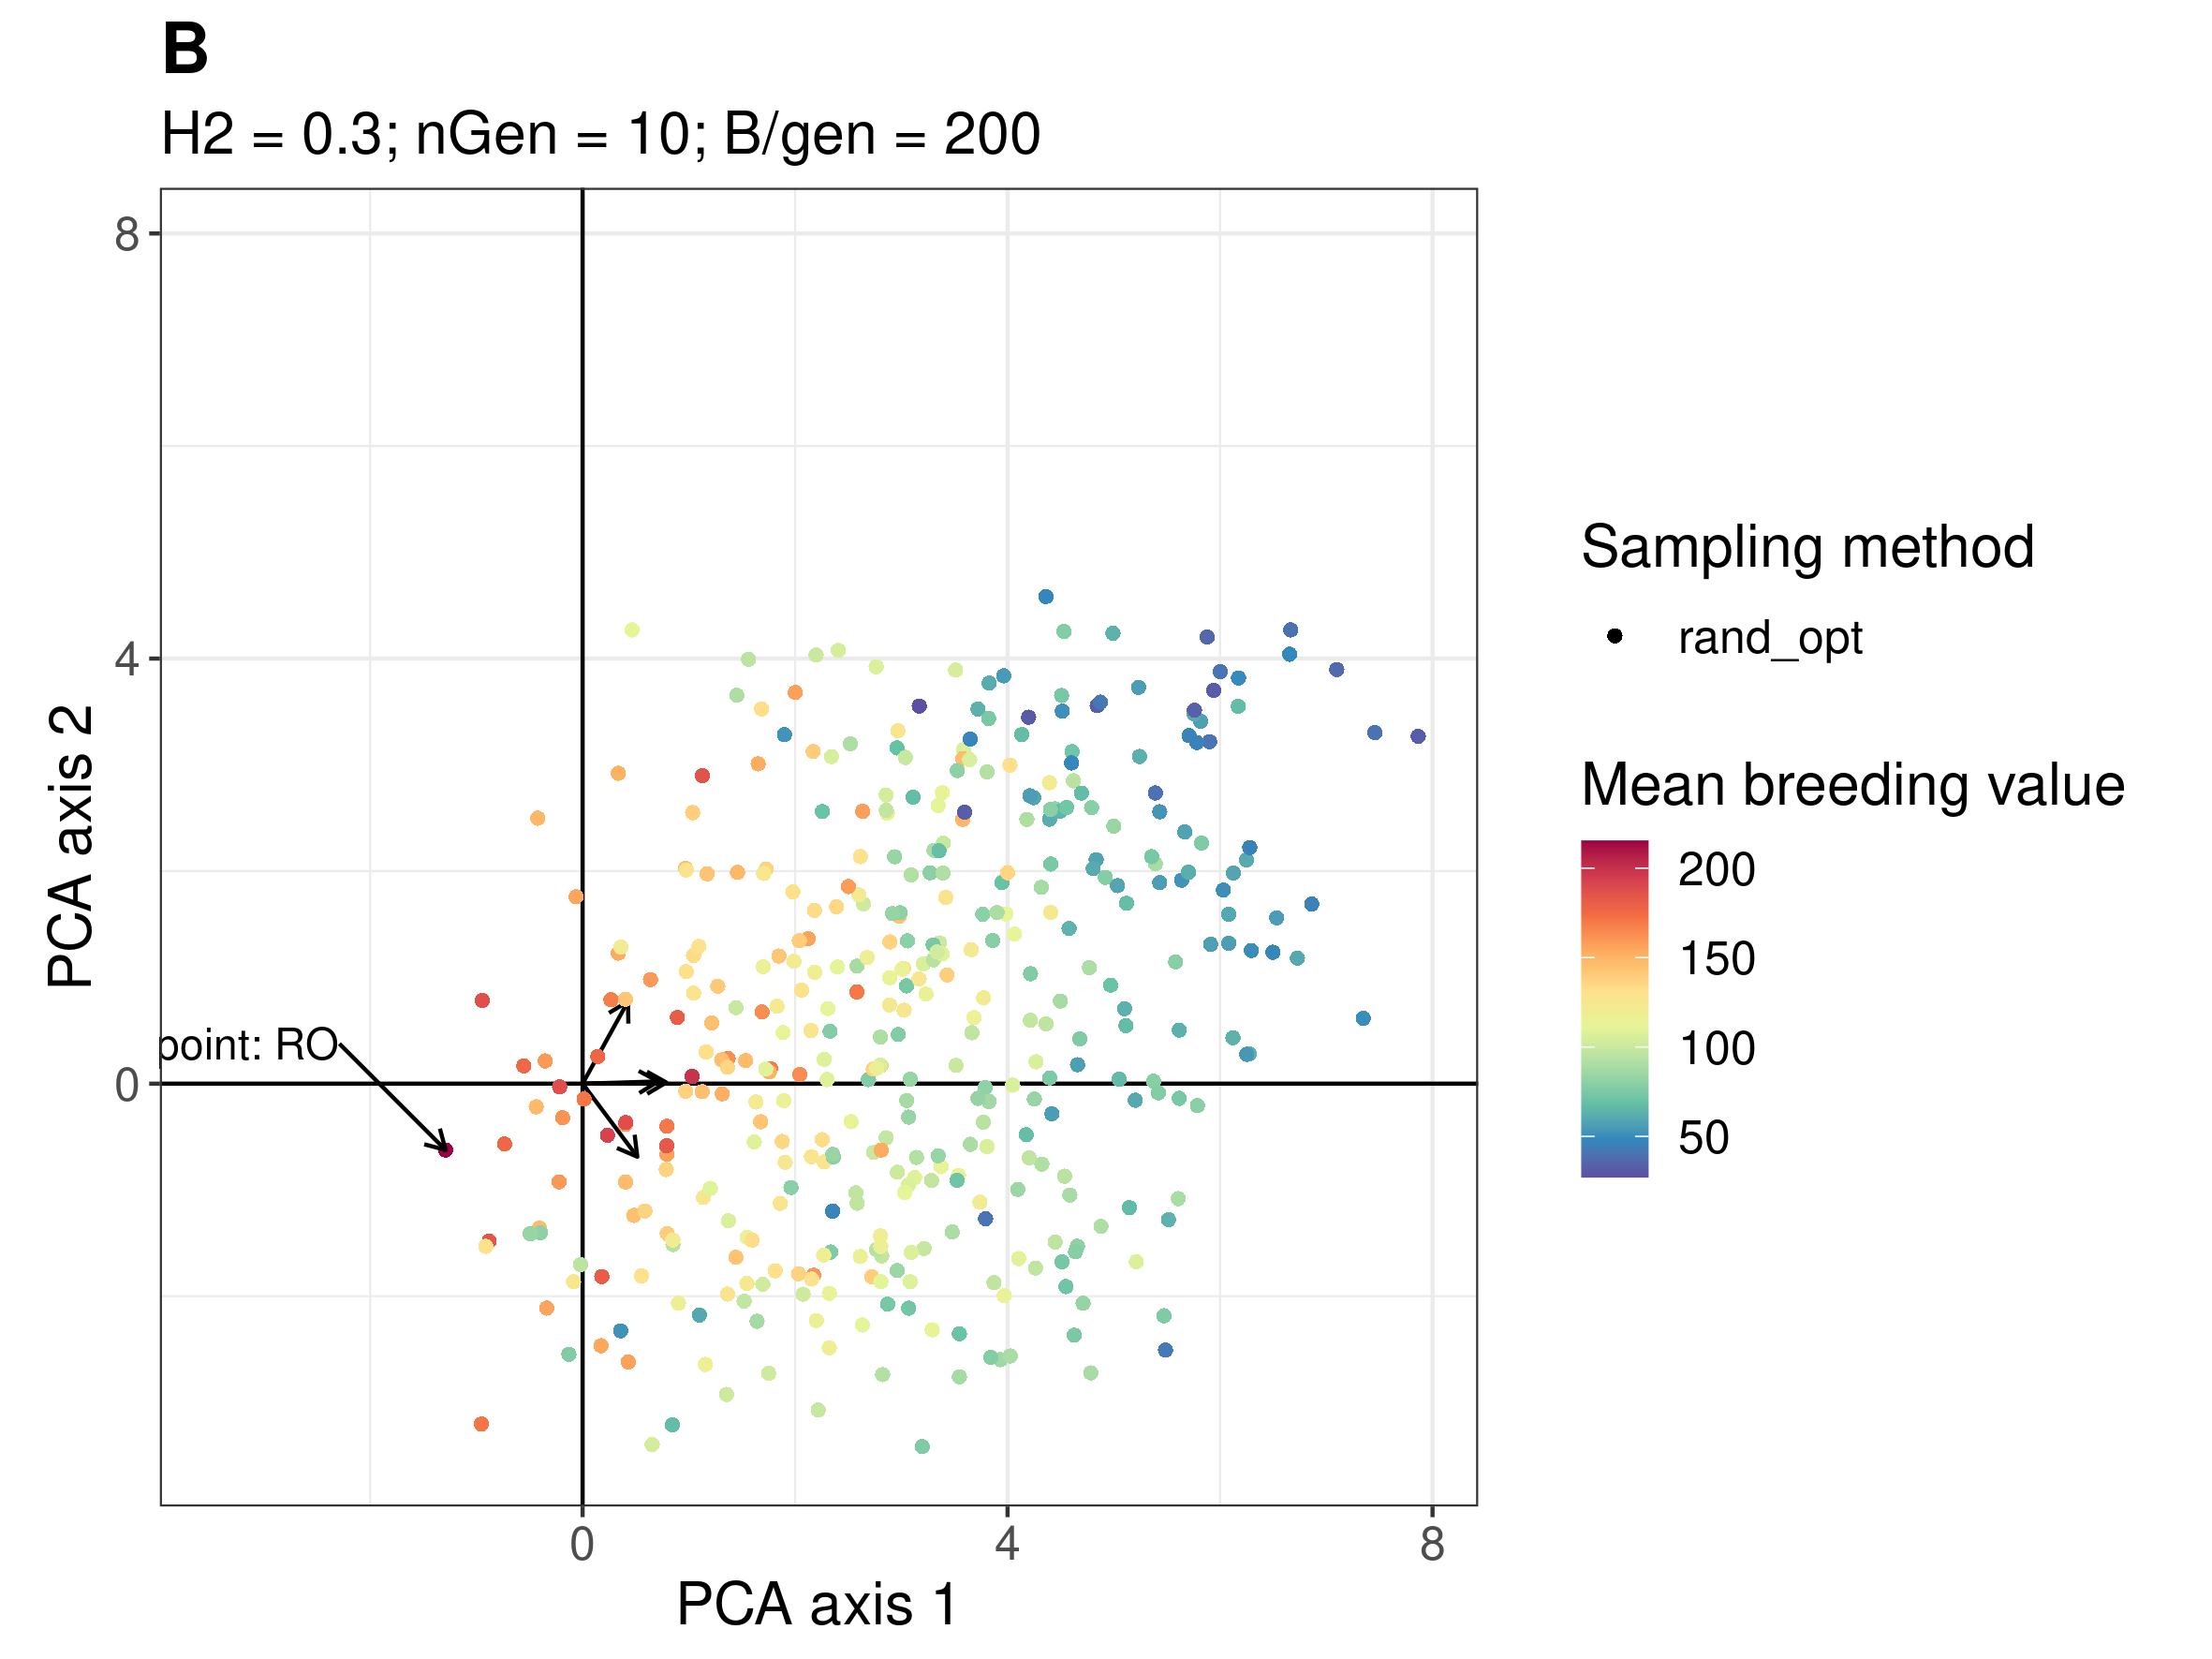 B
H2 = 0.3; nGen = 10; B/gen = 200
8
4
0
point: RO
0
4
8
PCA axis 1
PCA axis 2
Sampling method
rand_opt
Mean breeding value
200
150
100
50